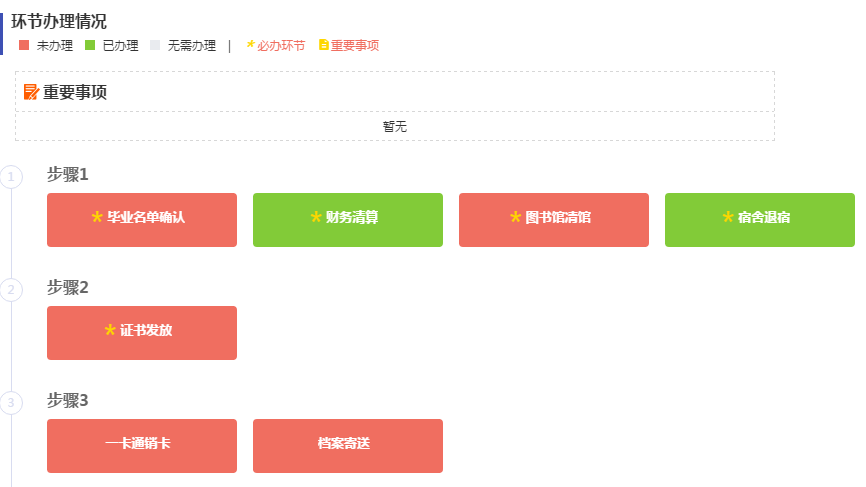 环节办理情况
未办理 已办理 无需办理 | *必办环节 重要事项
重要事项
暂无
1 步骤1
*毕业名单确认 *财务清算 *图书馆清馆 *宿舍退宿
2 步骤2
*证书发放
3 步骤3
一卡通销卡 档案寄送